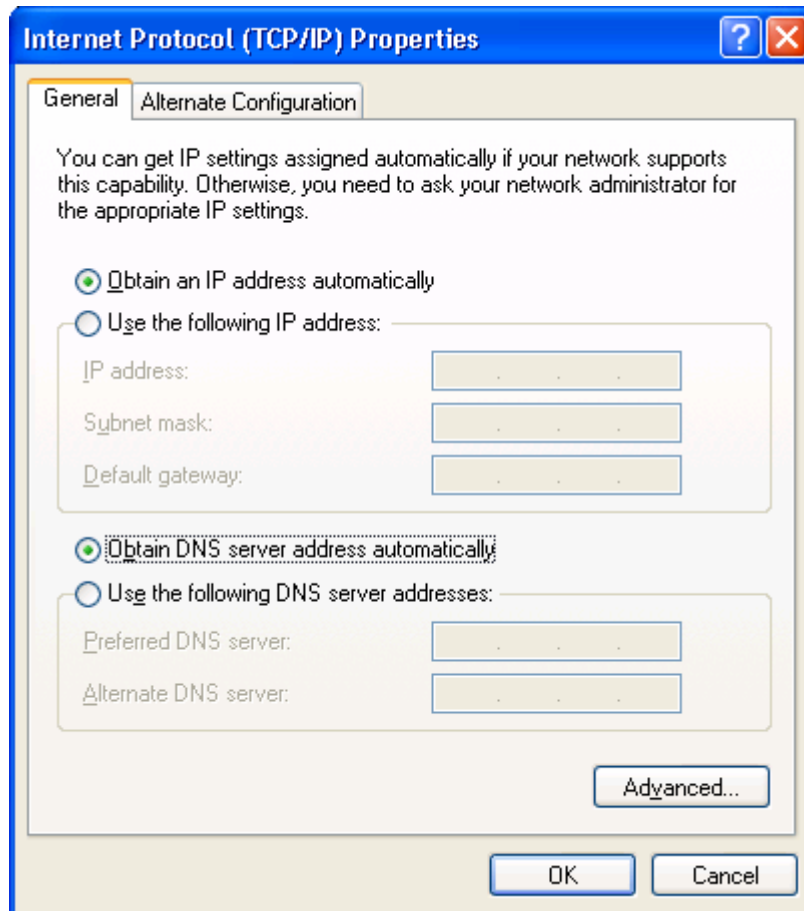 Internet Protocol (TCP/IP) Properties
General
Alternate Configuration
You can get IP settings assigned automatically if your network supports
this capability. Otherwise, you need to ask your network administrator for
the appropriate IP settings.
Obtain an IP address automatically
Use the following IP address:
IP address:
Subnet mask:
Default gateway:
Obtain DNS server address automatically
Use the following DNS server addresses:
Preferred DNS server:
Alternate DNS server:
Advanced...
OK
Cancel